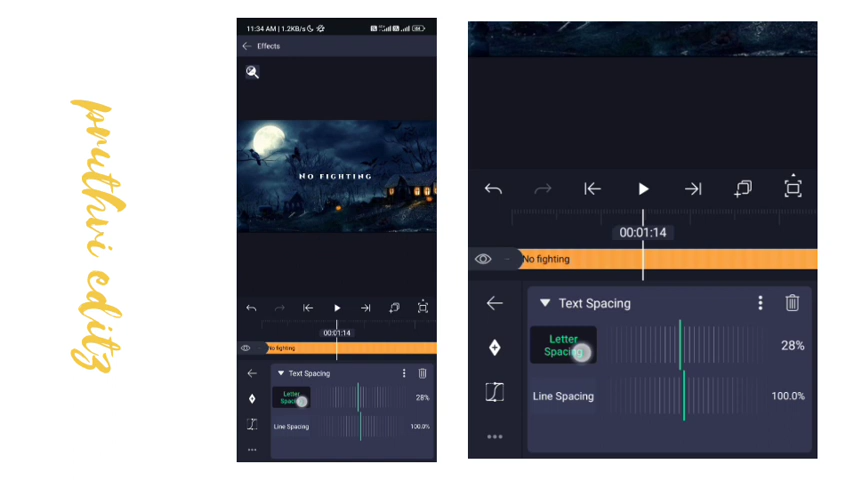 pruthvi editz
11:34 AM | 1.2KB/s
Effects
No fighting
00:01:14
No fighting
Text Spacing
Letter
Spacing
28%
Line Spacing
100.0%
00:01:14
No fighting
Text Spacing
Letter
Spacing
28%
Line Spacing
100.0%